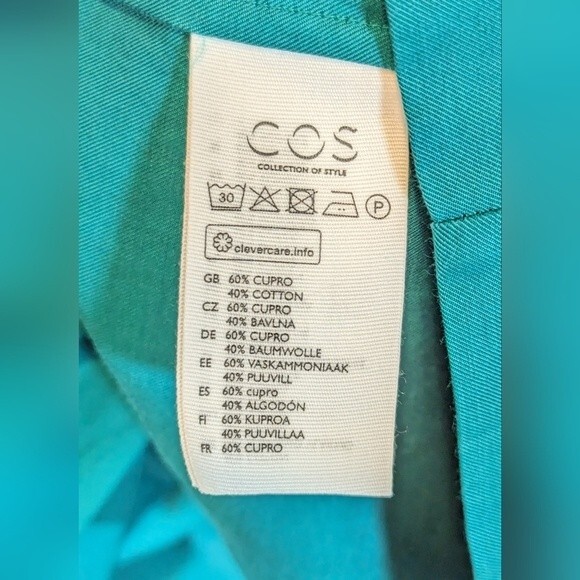 COS
COLLECTION OF STYLE
30 P
clevercare.info
GB 60% CUPRO
40% COTTON
CZ 60% CUPRO
40% BAVLNA
DE 60% CUPRO
40% BAUMWOLLE
EE 60% VASKAMMONIAAK
40% PUUVILL
ES 60% cupro
40% ALGODÓN
FI 60% KUPROA
40% PUUVILLAA
FR 60% CUPRO